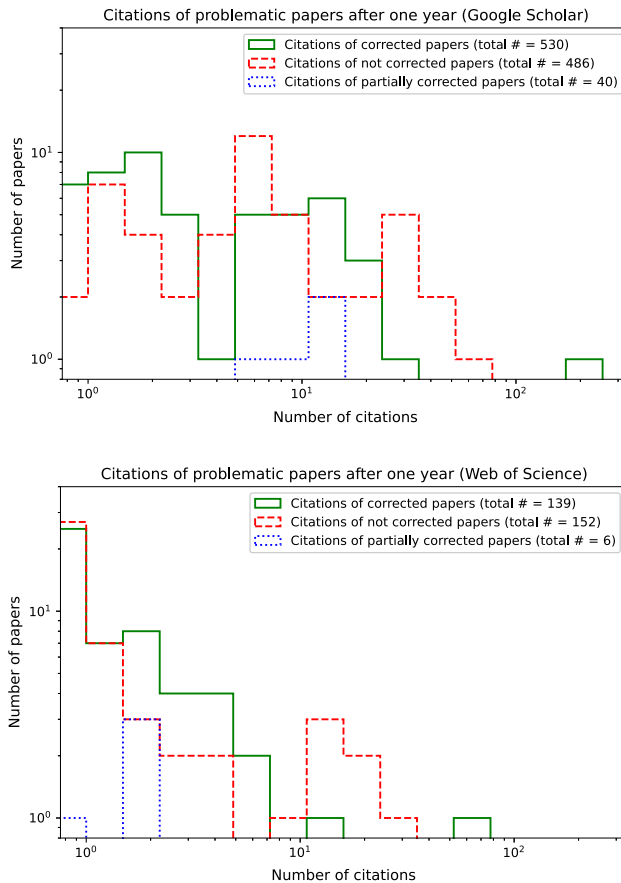 Citations of problematic papers after one year (Google Scholar)
Citations of corrected papers (total # = 530)
Citations of not corrected papers (total # = 486)
Citations of partially corrected papers (total # = 40)
Number of papers
10¹
10⁰
10⁰ 10¹ 10²
Number of citations
Citations of problematic papers after one year (Web of Science)
Citations of corrected papers (total # = 139)
Citations of not corrected papers (total # = 152)
Citations of partially corrected papers (total # = 6)
Number of papers
10¹
10⁰
10⁰ 10¹ 10²
Number of citations